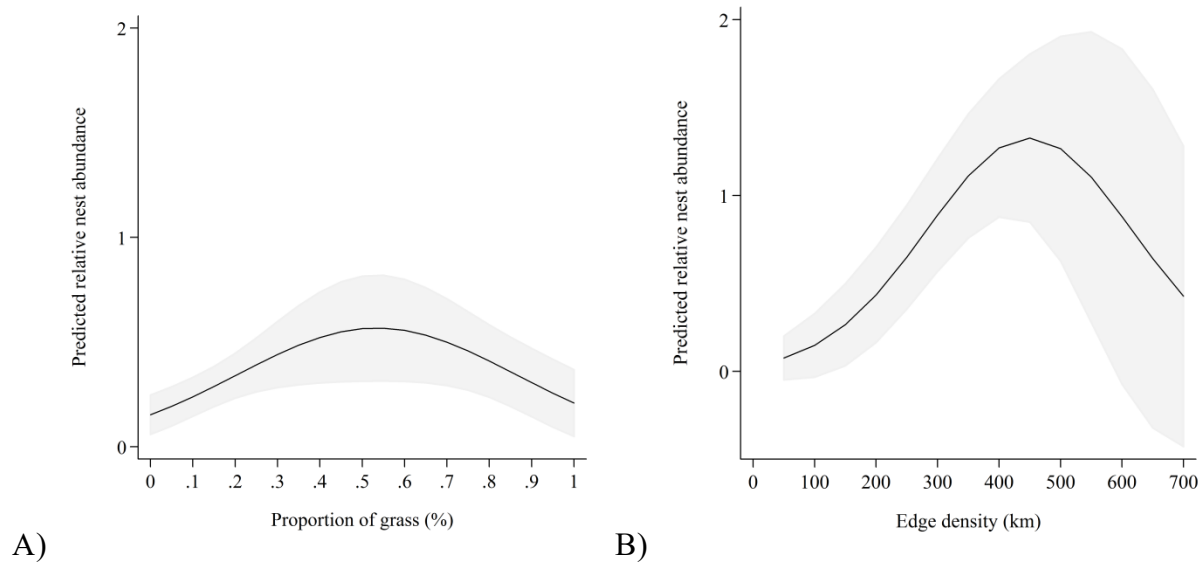 2
1
0
Predicted relative nest abundance
0 .1 .2 .3 .4 .5 .6 .7 .8 .9 1
Proportion of grass (%)
A)
2
1
0
Predicted relative nest abundance
0 100 200 300 400 500 600 700
Edge density (km)
B)